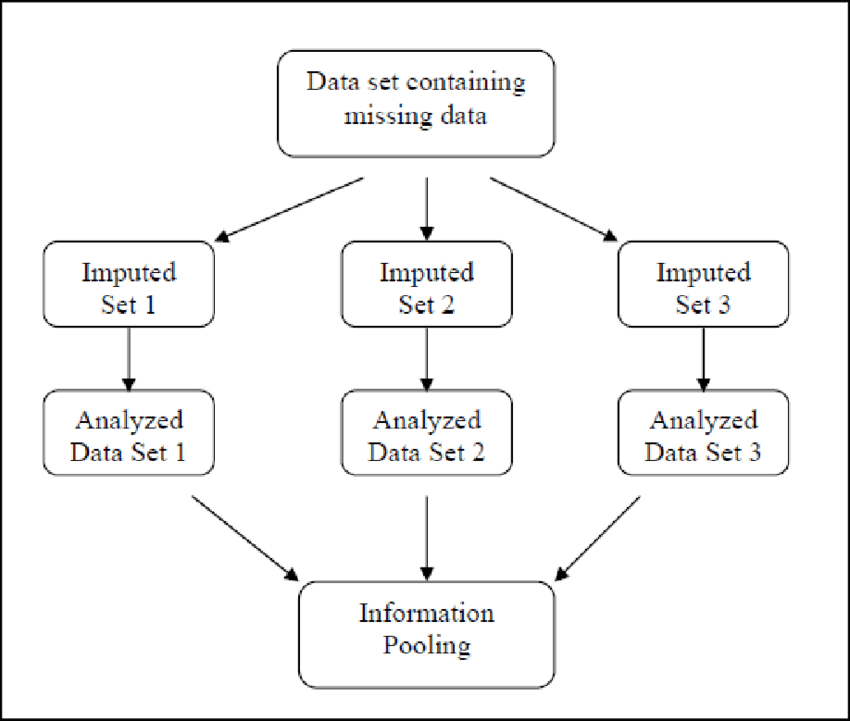 Data set containing
missing data
Imputed
Set 1
Imputed
Set 2
Imputed
Set 3
Analyzed
Data Set 1
Analyzed
Data Set 2
Analyzed
Data Set 3
Information
Pooling